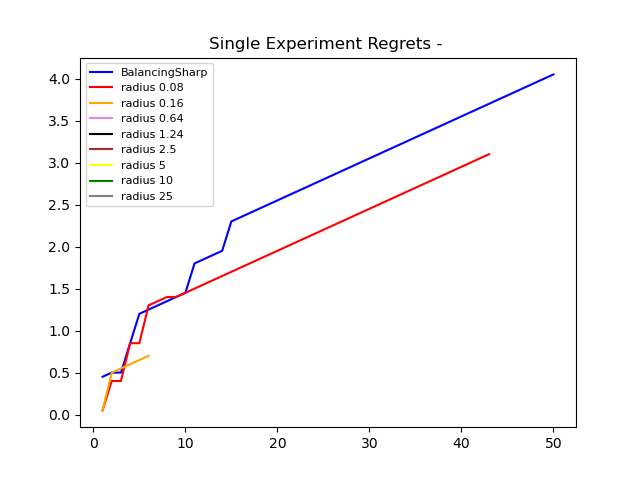 Single Experiment Regrets -
BalancingSharp
radius 0.08
radius 0.16
radius 0.64
radius 1.24
radius 2.5
radius 5
radius 10
radius 25
4.0
3.5
3.0
2.5
2.0
1.5
1.0
0.5
0.0
0 10 20 30 40 50